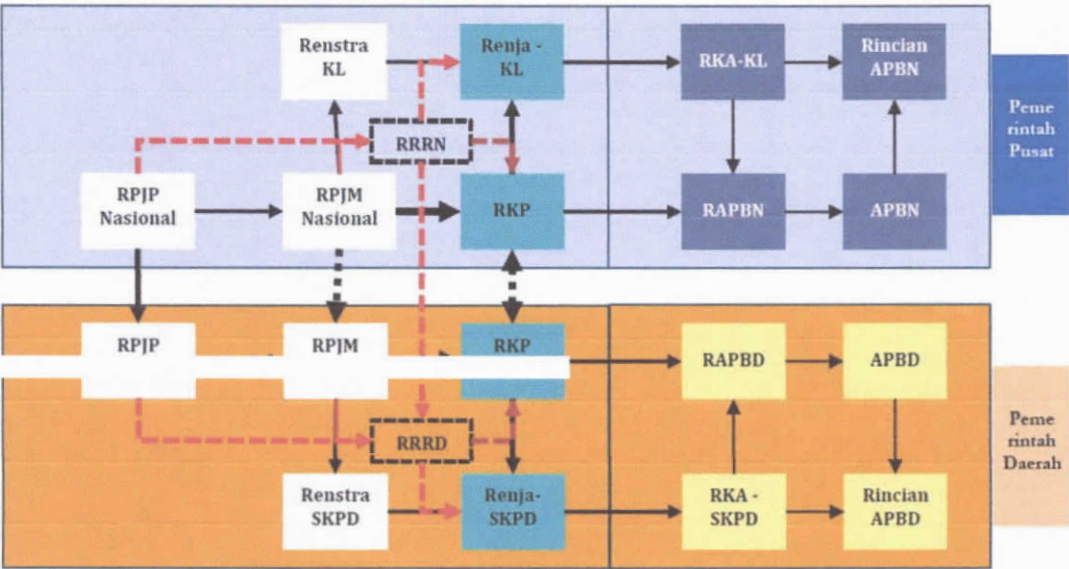 Renstra
KL
Renja -
KL
RKA-KL
Rincian
APBN
RRRN
Peme
rintah
Pusat
RPJP
Nasional
RPJM
Nasional
RKP
RAPBN
APBN
RPJP
RPJM
RKP
RAPBD
APBD
RRRD
Peme
rintah
Daerah
Renstra
SKPD
Renja-
SKPD
RKA -
SKPD
Rincian
APBD